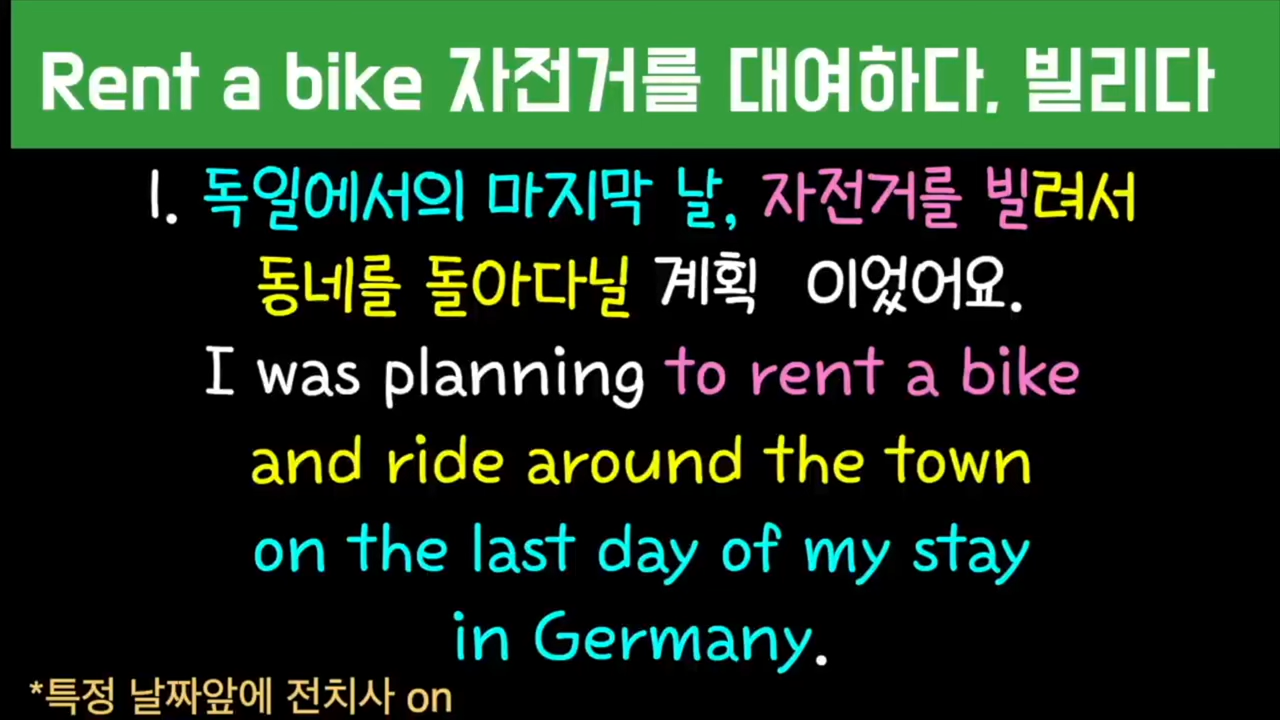 Rent a bike 자전거를 대여하다. 빌리다
1. 독일에서의 마지막 날, 자전거를 빌려서
동네를 돌아다닐 계획 이었어요.
I was planning to rent a bike
and ride around the town
on the last day of my stay
in Germany.
*특정 날짜앞에 전치사 on